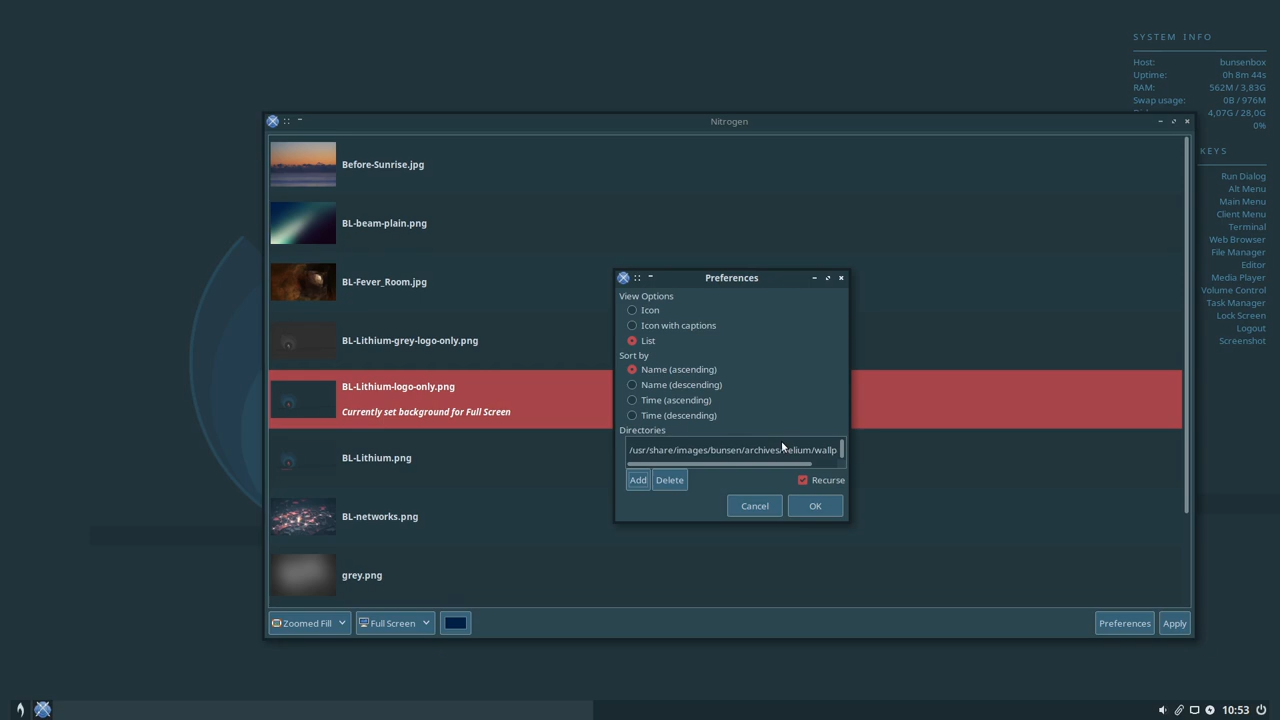 SYSTEM INFO
Host: bunsenbox
Uptime: 0h 8m 44s
RAM: 562M / 3,83G
Swap usage: 0B / 976M
4,07G / 28,0G
0%
KEYS
Run Dialog
Alt Menu
Main Menu
Client Menu
Terminal
Web Browser
File Manager
Editor
Media Player
Volume Control
Task Manager
Lock Screen
Logout
Screenshot
Nitrogen
Before-Sunrise.jpg
BL-beam-plain.png
BL-Fever_Room.jpg
BL-Lithium-grey-logo-only.png
BL-Lithium-logo-only.png
Currently set background for Full Screen
BL-Lithium.png
BL-networks.png
grey.png
Zoomed Fill
Full Screen
Preferences
Apply
Preferences
View Options
Icon
Icon with captions
List
Sort by
Name (ascending)
Name (descending)
Time (ascending)
Time (descending)
Directories
/usr/share/images/bunsen/archives/helium/wallp
Add
Delete
Recurse
Cancel
OK
10:53